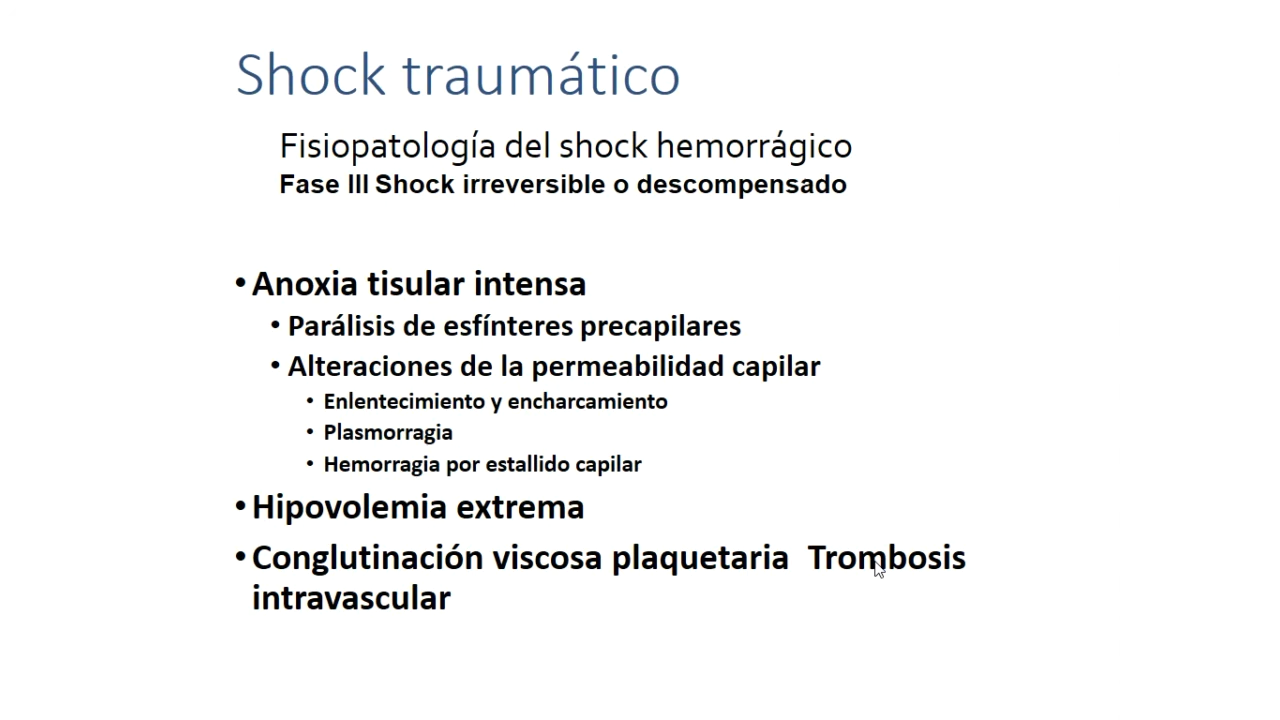 Shock traumático
Fisiopatología del shock hemorrágico
Fase III Shock irreversible o descompensado
• Anoxia tisular intensa
• Parálisis de esfínteres precapilares
• Alteraciones de la permeabilidad capilar
• Enlentecimiento y encharcamiento
• Plasmorragia
• Hemorragia por estallido capilar
• Hipovolemia extrema
• Conglutinación viscosa plaquetaria  Trombosis
intravascular